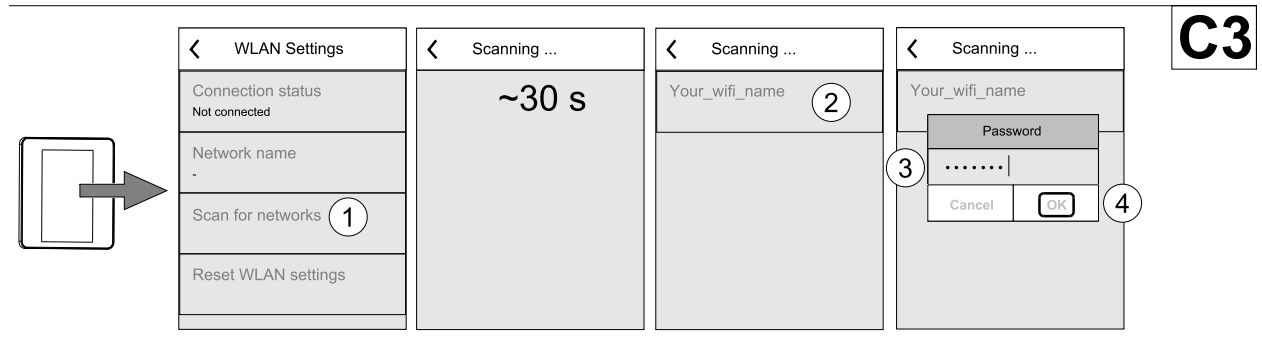 C3
WLAN Settings
Connection status
Not connected
Network name
-
Scan for networks 1
Reset WLAN settings
Scanning ...
~30 s
Scanning ...
Your_wifi_name 2
Scanning ...
Your_wifi_name
Password
3 •••••••
Cancel OK 4